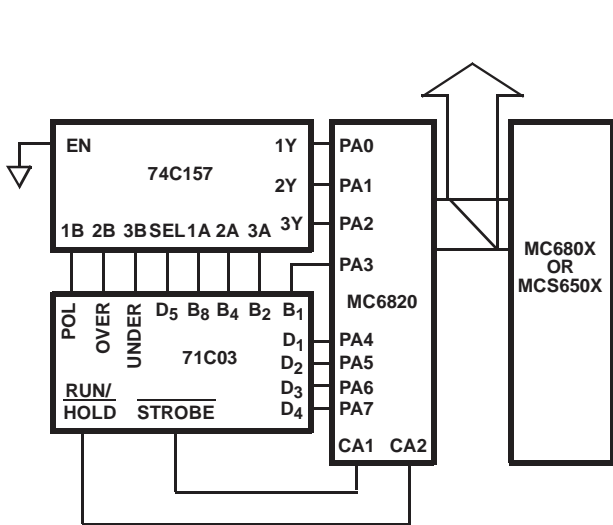 EN
74C157
1Y
2Y
3Y
1B 2B 3B SEL 1A 2A 3A
POL
OVER
UNDER
D5 B8 B4 B2 B1
71C03
D1
D2
D3
D4
RUN/
HOLD
STROBE
PA0
PA1
PA2
PA3
MC6820
PA4
PA5
PA6
PA7
CA1 CA2
MC680X
OR
MCS650X